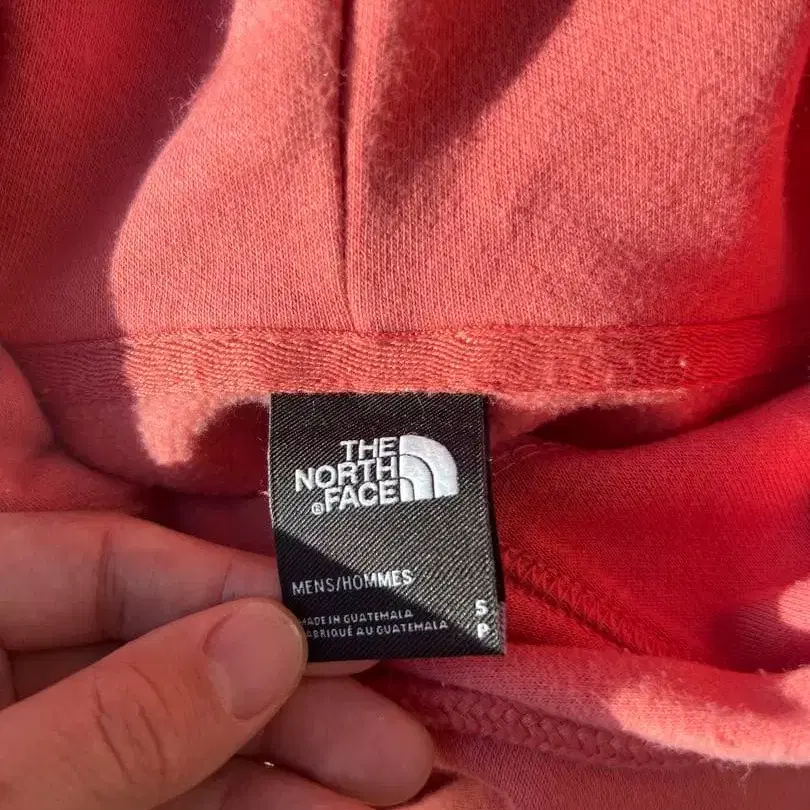 THE
NORTH
FACE
®
MENS/HOMMES
S
MADE IN GUATEMALA
FABRIQUÉ AU GUATEMALA
P